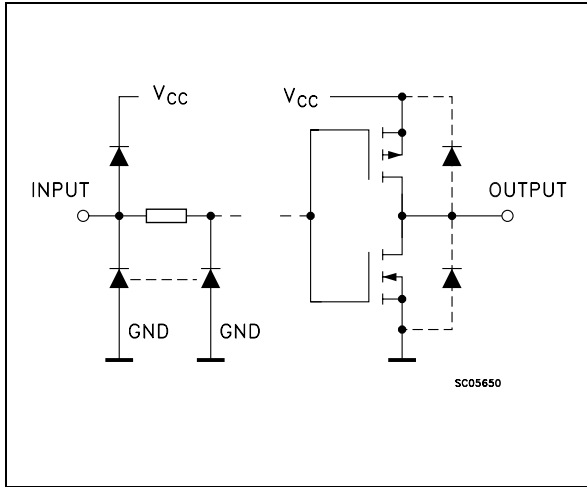 VCC
VCC
INPUT
OUTPUT
GND
GND
SC05650